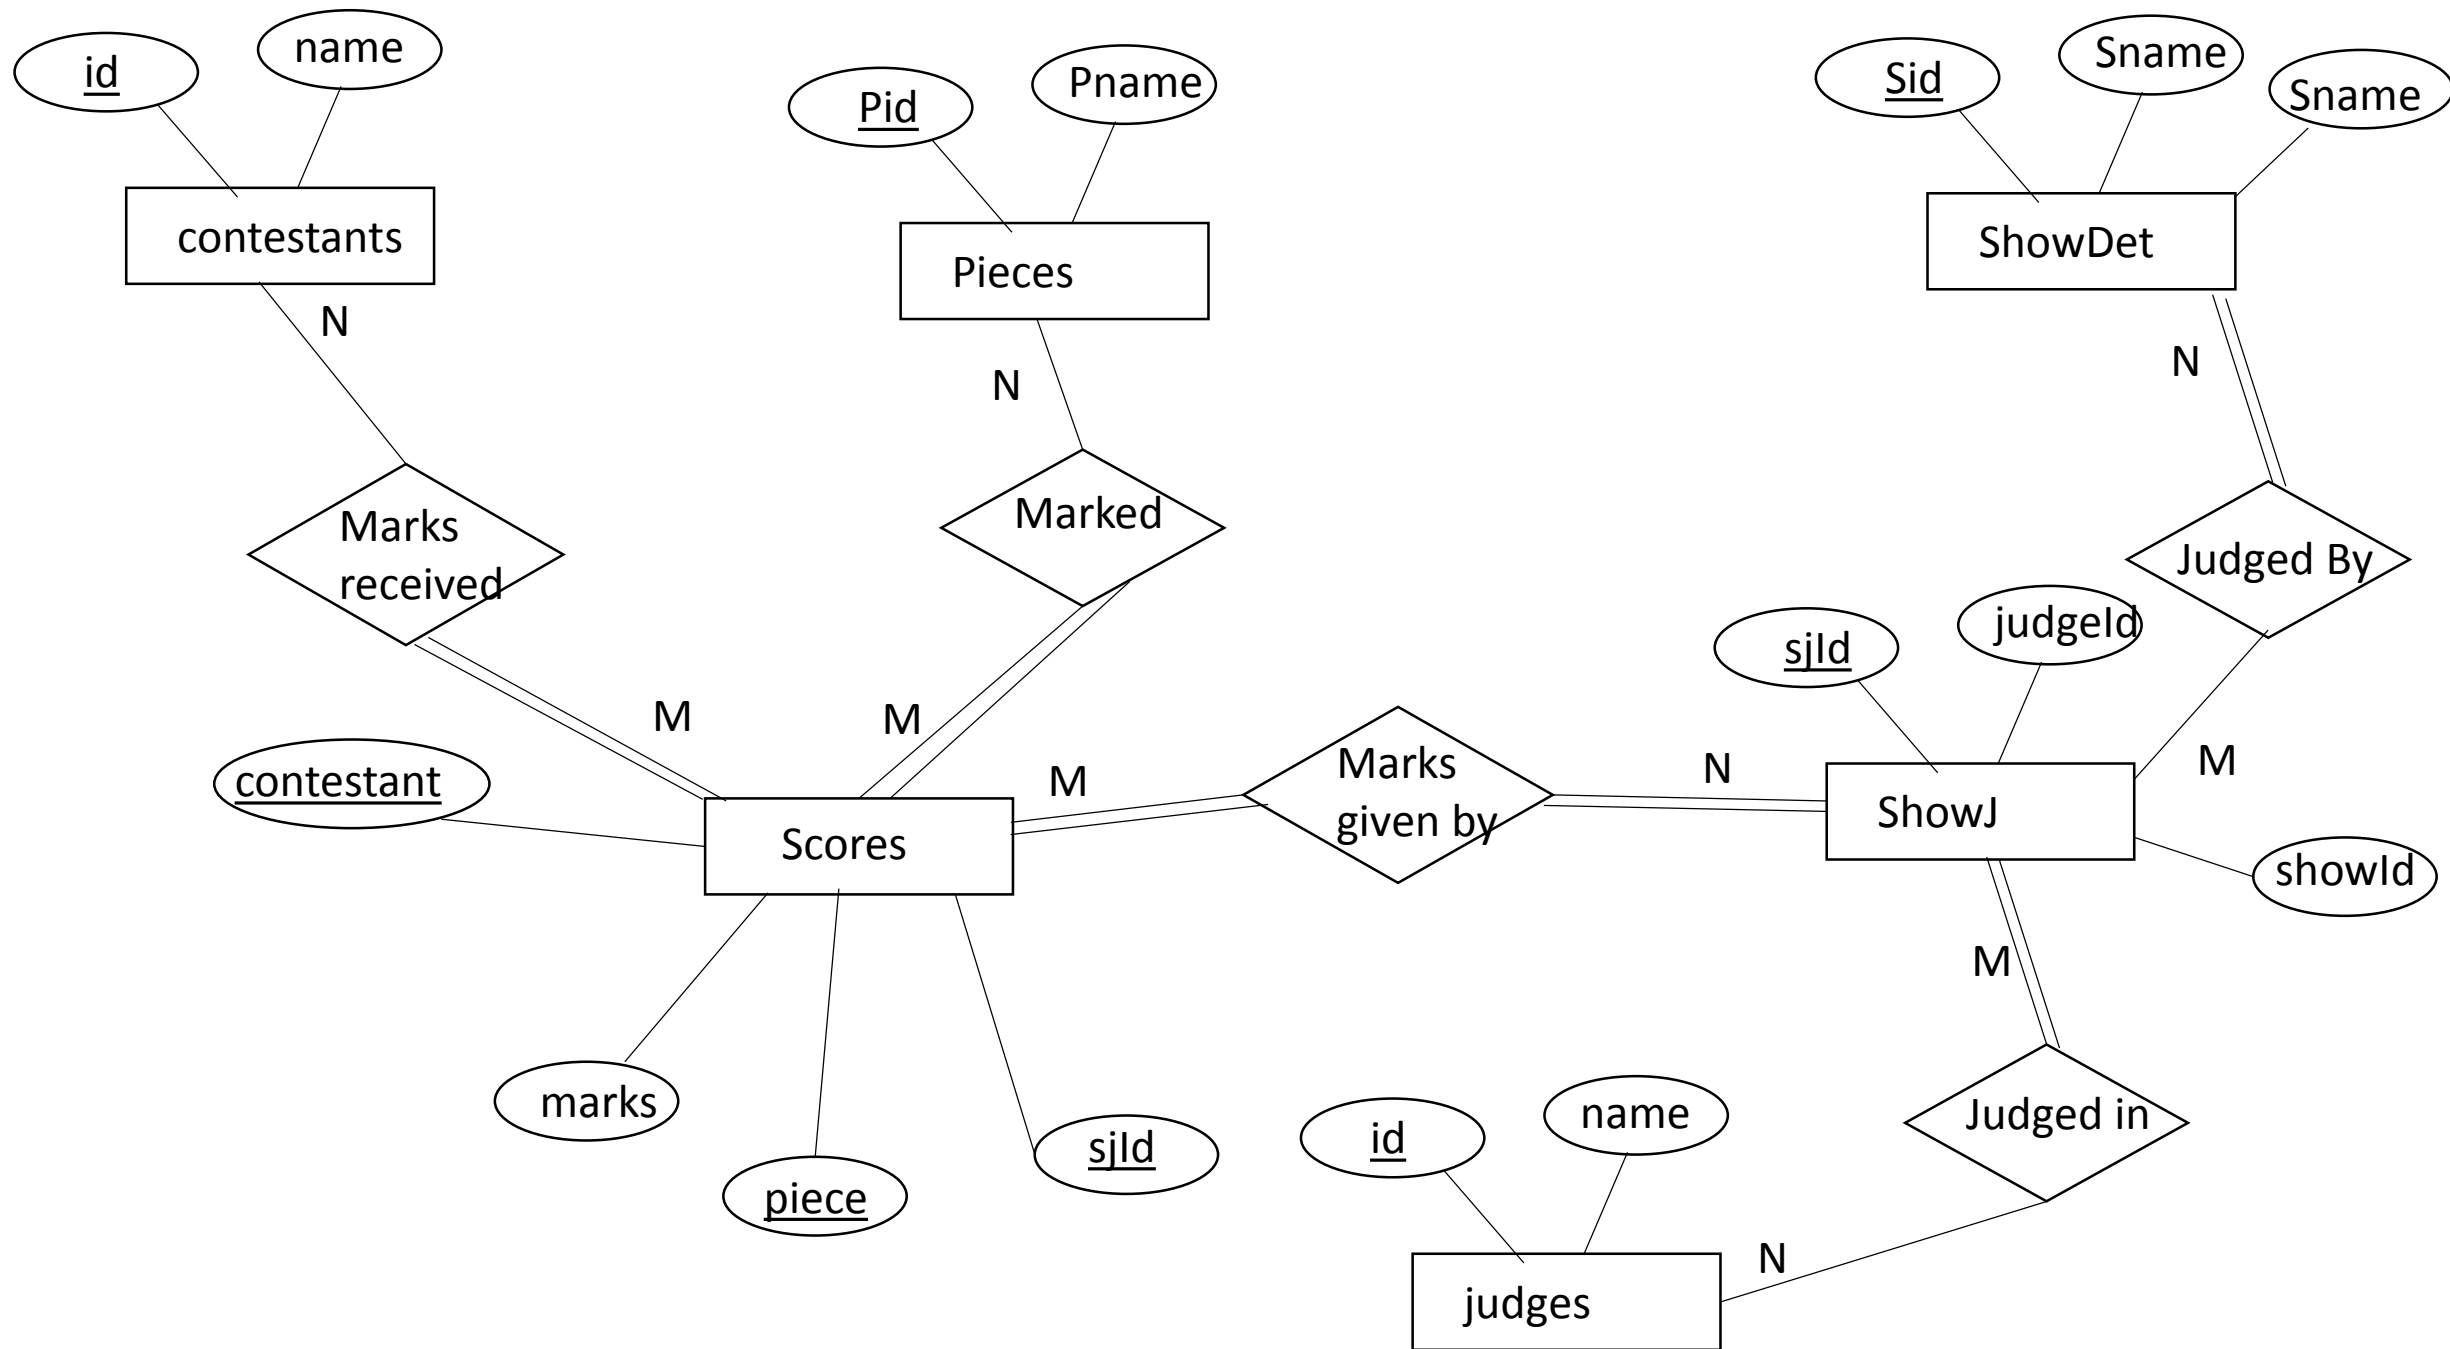 id
name
Pid
Pname
Sid
Sname
Sname
contestants
Pieces
ShowDet
N
N
N
Marks
received
Marked
Judged By
sjId
judgeId
M
M
M
Marks
given by
N
M
contestant
Scores
ShowJ
showId
M
marks
piece
sjId
id
name
Judged in
N
judges